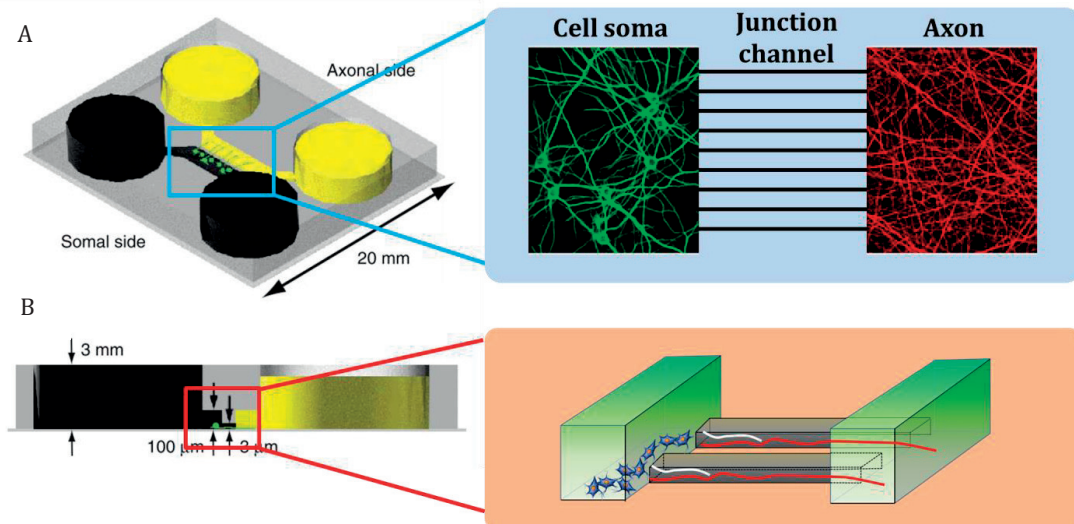 A
Axonal side
Somal side
20 mm
Cell soma
Junction
channel
Axon
B
3 mm
100 μm
3 μm